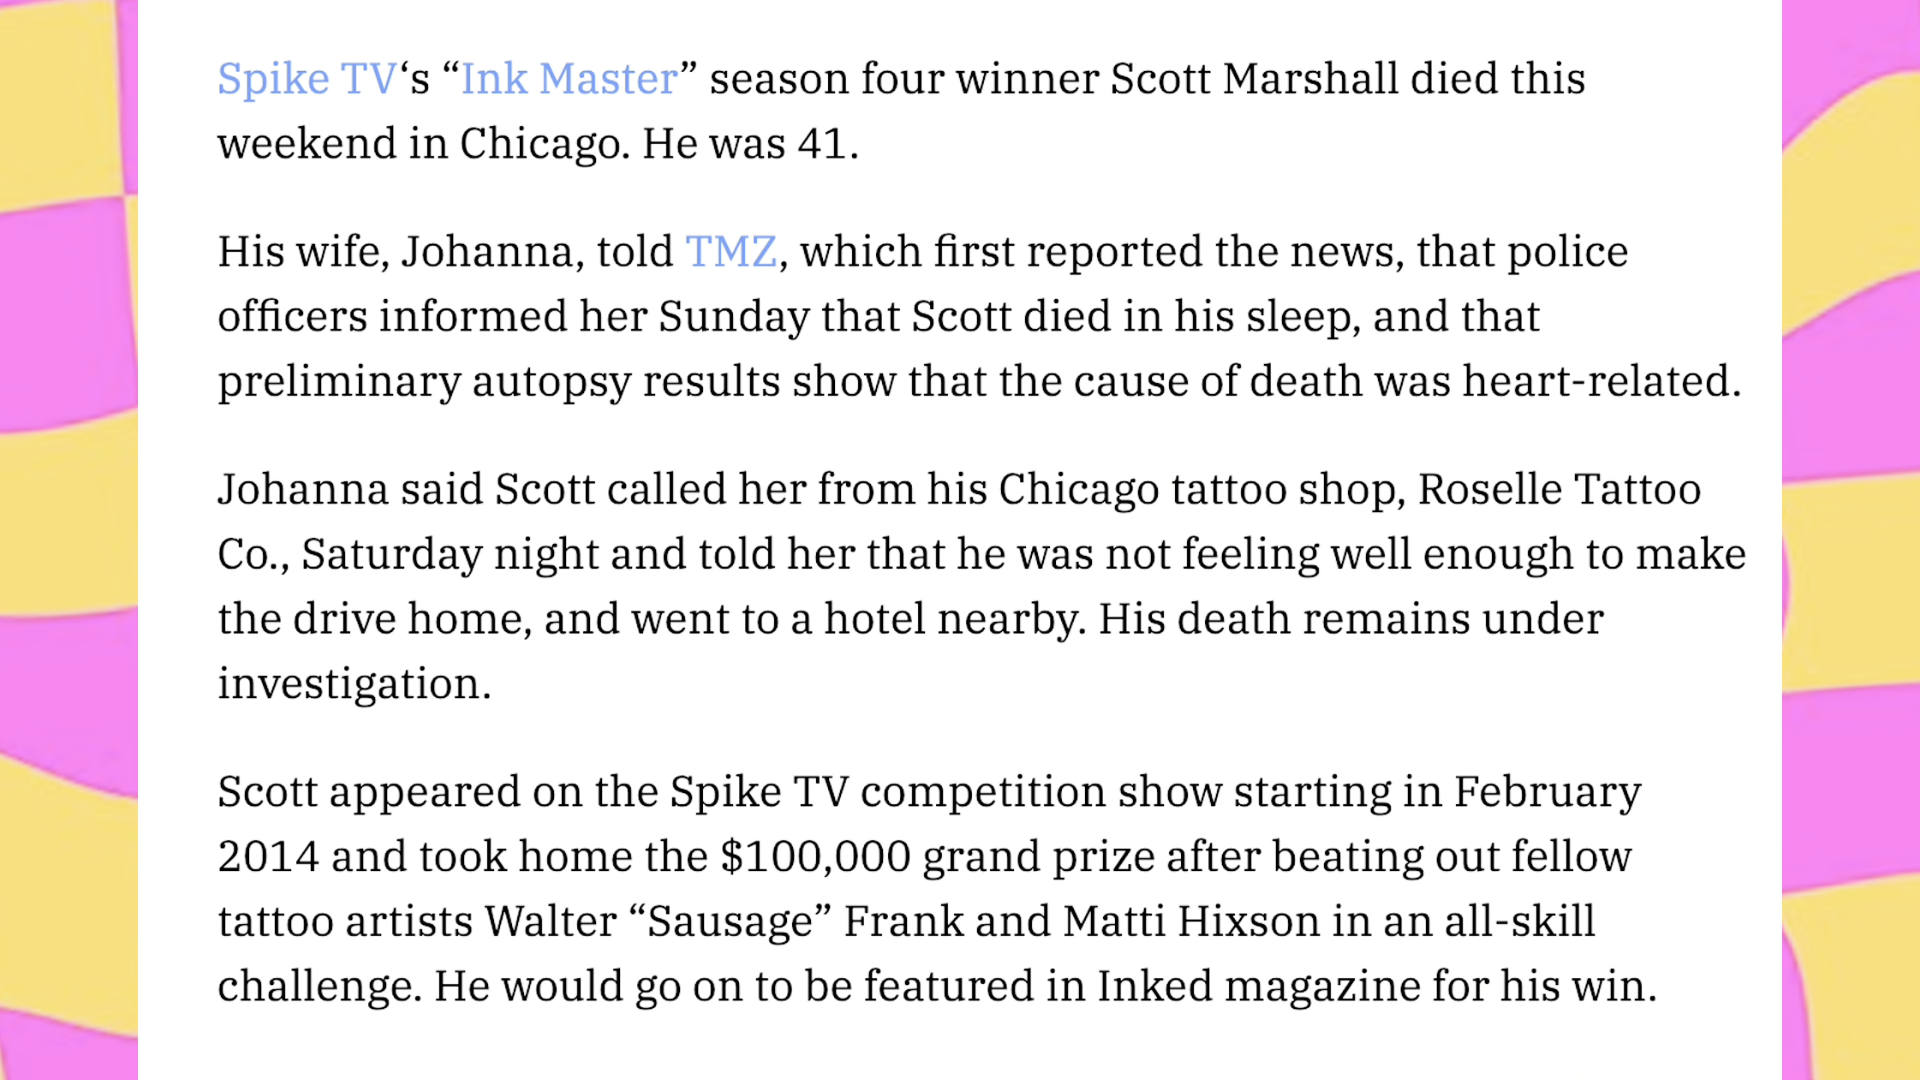 Spike TV‘s “Ink Master” season four winner Scott Marshall died this
weekend in Chicago. He was 41.
His wife, Johanna, told TMZ, which first reported the news, that police
officers informed her Sunday that Scott died in his sleep, and that
preliminary autopsy results show that the cause of death was heart-related.
Johanna said Scott called her from his Chicago tattoo shop, Roselle Tattoo
Co., Saturday night and told her that he was not feeling well enough to make
the drive home, and went to a hotel nearby. His death remains under
investigation.
Scott appeared on the Spike TV competition show starting in February
2014 and took home the $100,000 grand prize after beating out fellow
tattoo artists Walter “Sausage” Frank and Matti Hixson in an all-skill
challenge. He would go on to be featured in Inked magazine for his win.